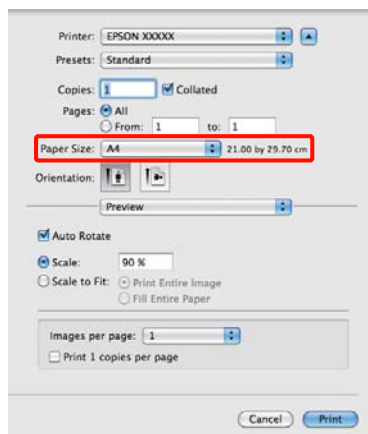 Printer: EPSON XXXXX
Presets: Standard
Copies: 1 Collated
Pages: All
From: 1 to: 1
Paper Size: A4 21.00 by 29.70 cm
Orientation:
Preview
Auto Rotate
Scale: 90 %
Scale to Fit: Print Entire Image
Fill Entire Paper
Images per page: 1
Print 1 copies per page
Cancel Print